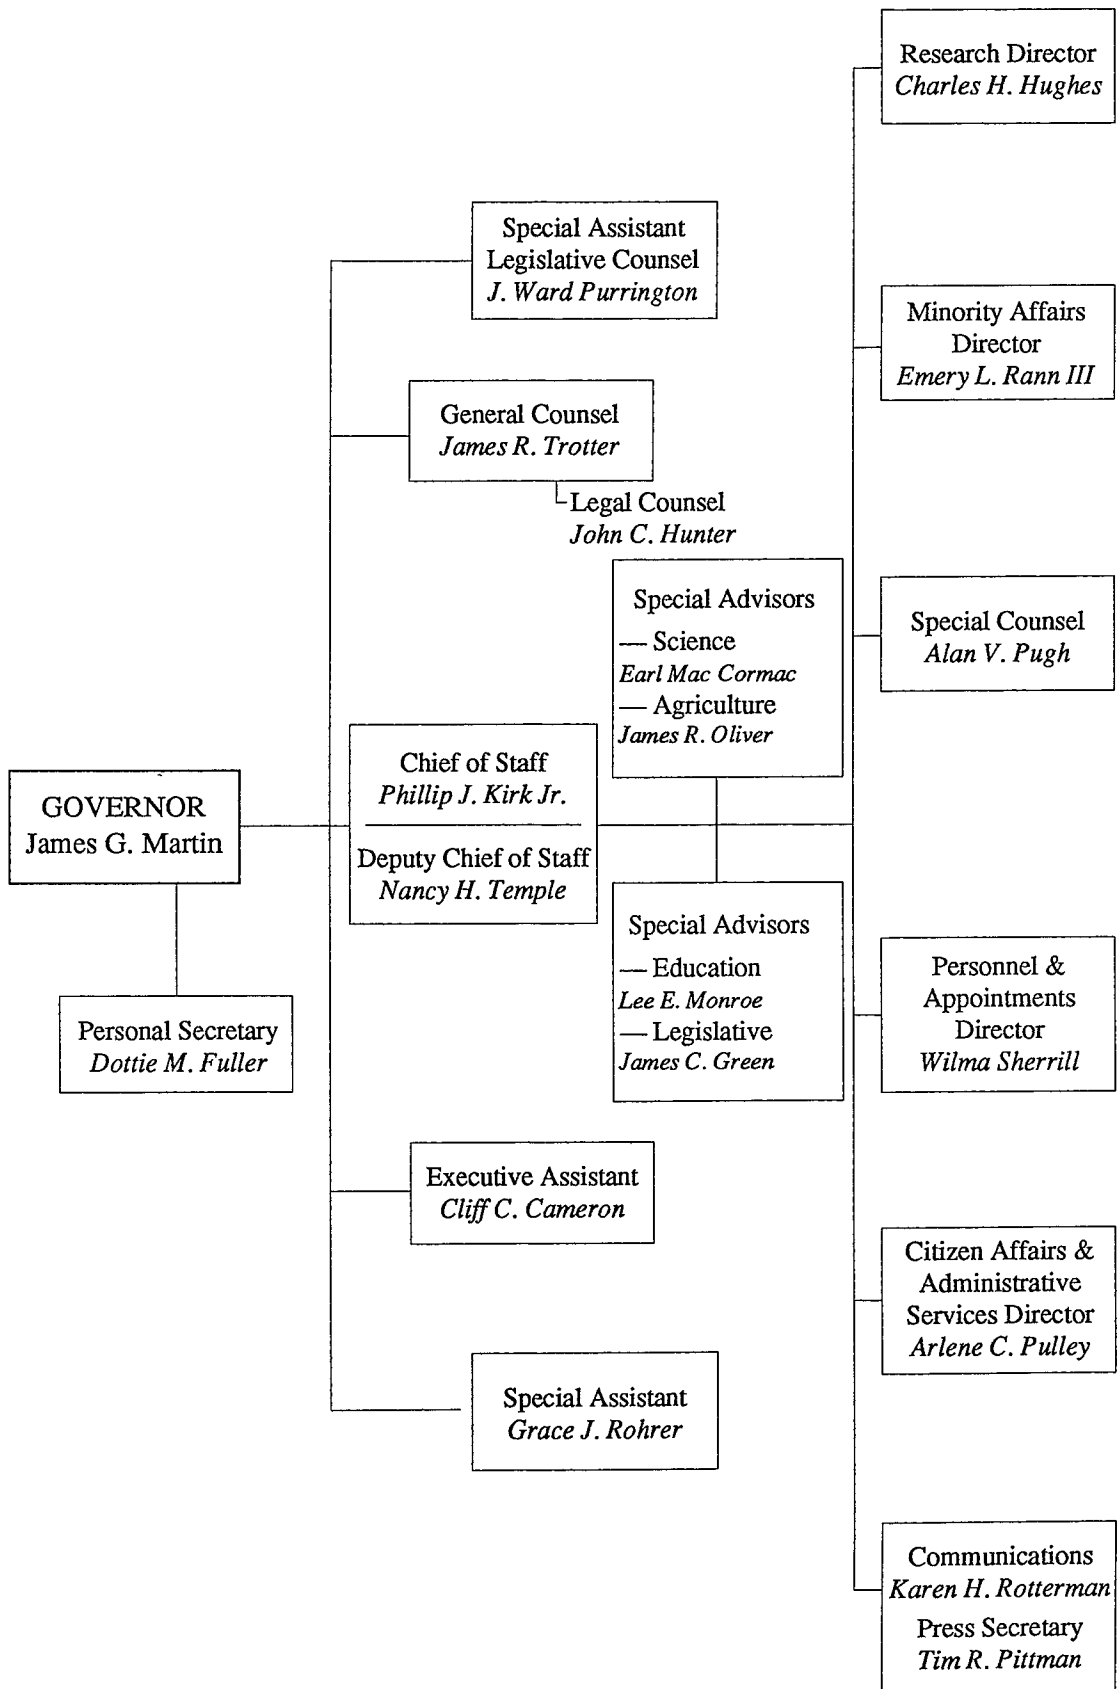 Research Director
Charles H. Hughes
Special Assistant
Legislative Counsel
J. Ward Purrington
Minority Affairs
Director
Emery L. Rann III
General Counsel
James R. Trotter
Legal Counsel
John C. Hunter
Special Advisors
— Science
Earl Mac Cormac
— Agriculture
James R. Oliver
Special Counsel
Alan V. Pugh
Chief of Staff
Phillip J. Kirk Jr.
Deputy Chief of Staff
Nancy H. Temple
GOVERNOR
James G. Martin
Special Advisors
— Education
Lee E. Monroe
— Legislative
James C. Green
Personnel &
Appointments
Director
Wilma Sherrill
Personal Secretary
Dottie M. Fuller
Executive Assistant
Cliff C. Cameron
Citizen Affairs &
Administrative
Services Director
Arlene C. Pulley
Special Assistant
Grace J. Rohrer
Communications
Karen H. Rotterman
Press Secretary
Tim R. Pittman